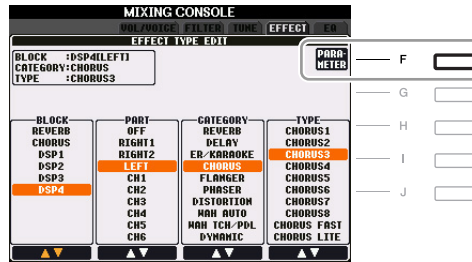 MIXING CONSOLE
VOL/VOICE FILTER TUNE EFFECT EQ
EFFECT TYPE EDIT
BLOCK :DSP4[LEFT]
CATEGORY:CHORUS
TYPE :CHORUS3
PARA-
METER
F
G
H
I
J
BLOCK PART CATEGORY TYPE
REVERB OFF REVERB CHORUS1
CHORUS RIGHT1 DELAY CHORUS2
DSP1 RIGHT2 ER/KARAOKE CHORUS3
DSP2 LEFT CHORUS CHORUS4
DSP3 CH1 FLANGER CHORUS5
DSP4 CH2 PHASER CHORUS6
CH3 DISTORTION CHORUS7
CH4 WAH AUTO CHORUS8
CH5 WAH TCH/PDL CHORUS FAST
CH6 DYNAMIC CHORUS LITE